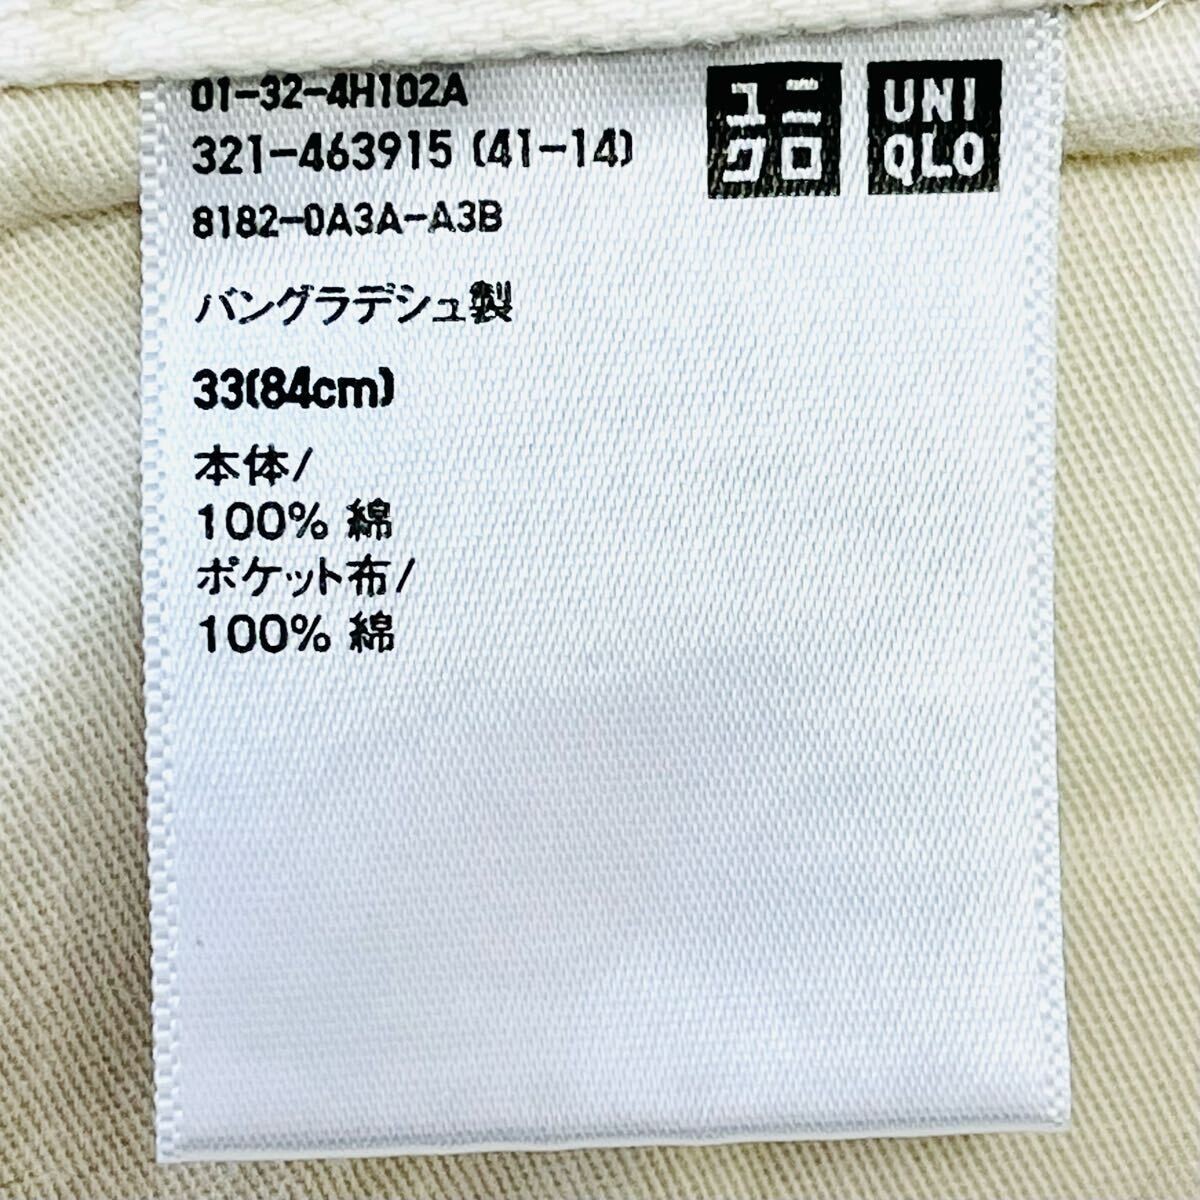 01-32-4H102A
321-463915 (41-14)
8182-0A3A-A3B
ユニ
クロ
UNI
QLO
バングラデシュ製
33(84cm)
本体/
100% 綿
ポケット布/
100% 綿